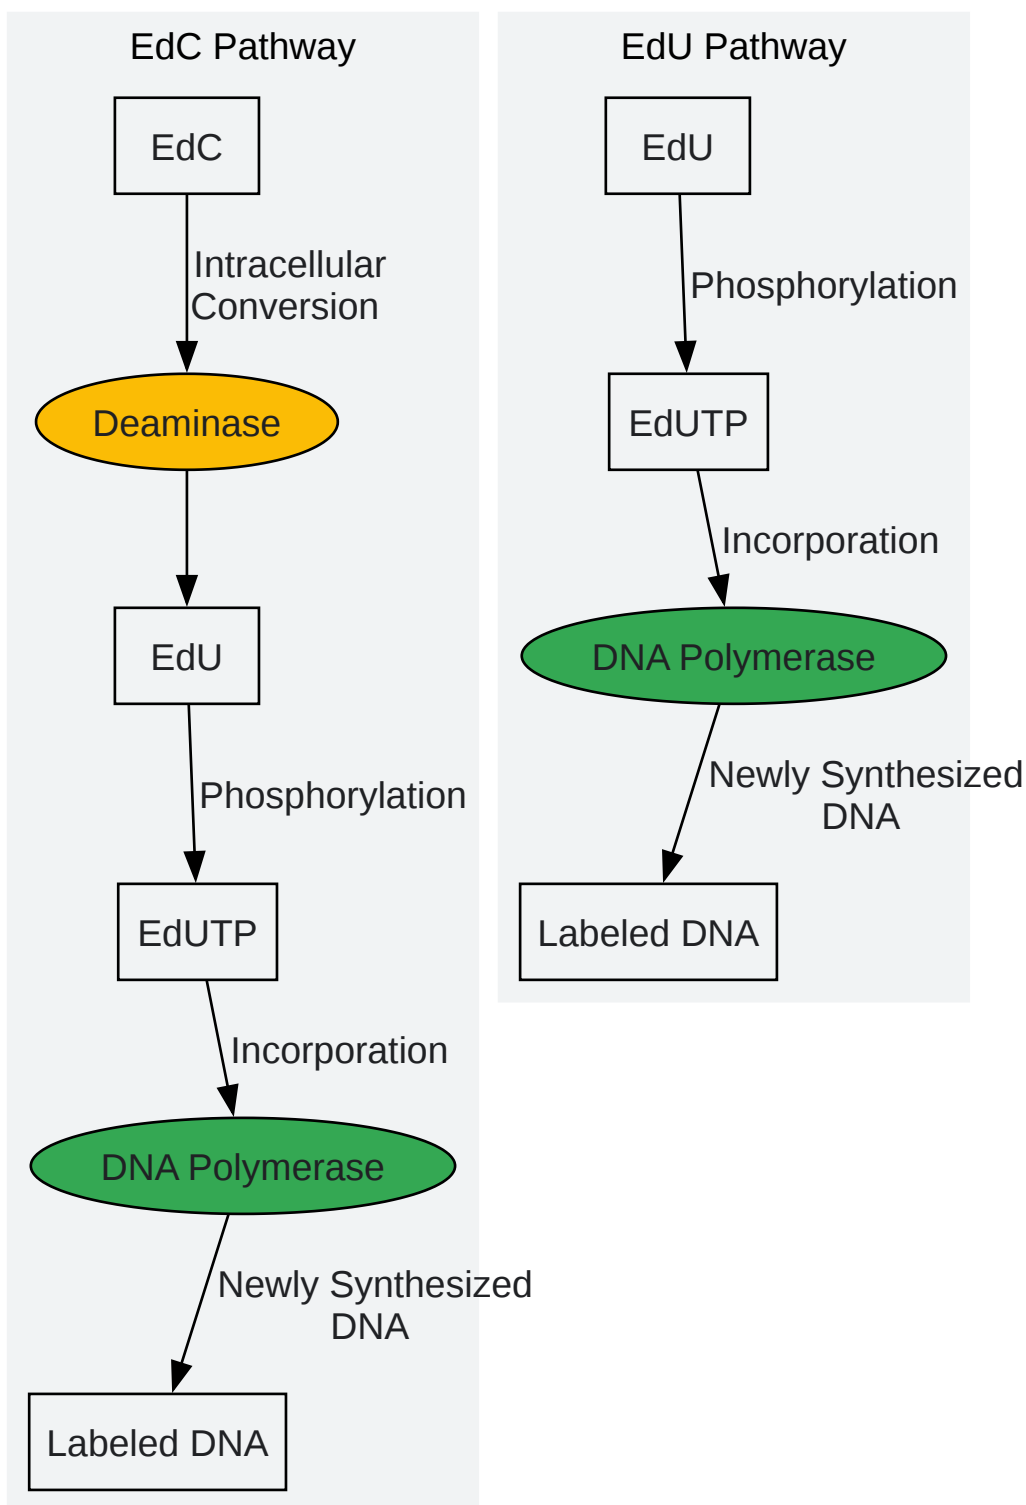 EdC Pathway
EdC
Intracellular
Conversion
Deaminase
EdU
Phosphorylation
EdUTP
Incorporation
DNA Polymerase
Newly Synthesized
DNA
Labeled DNA
EdU Pathway
EdU
Phosphorylation
EdUTP
Incorporation
DNA Polymerase
Newly Synthesized
DNA
Labeled DNA